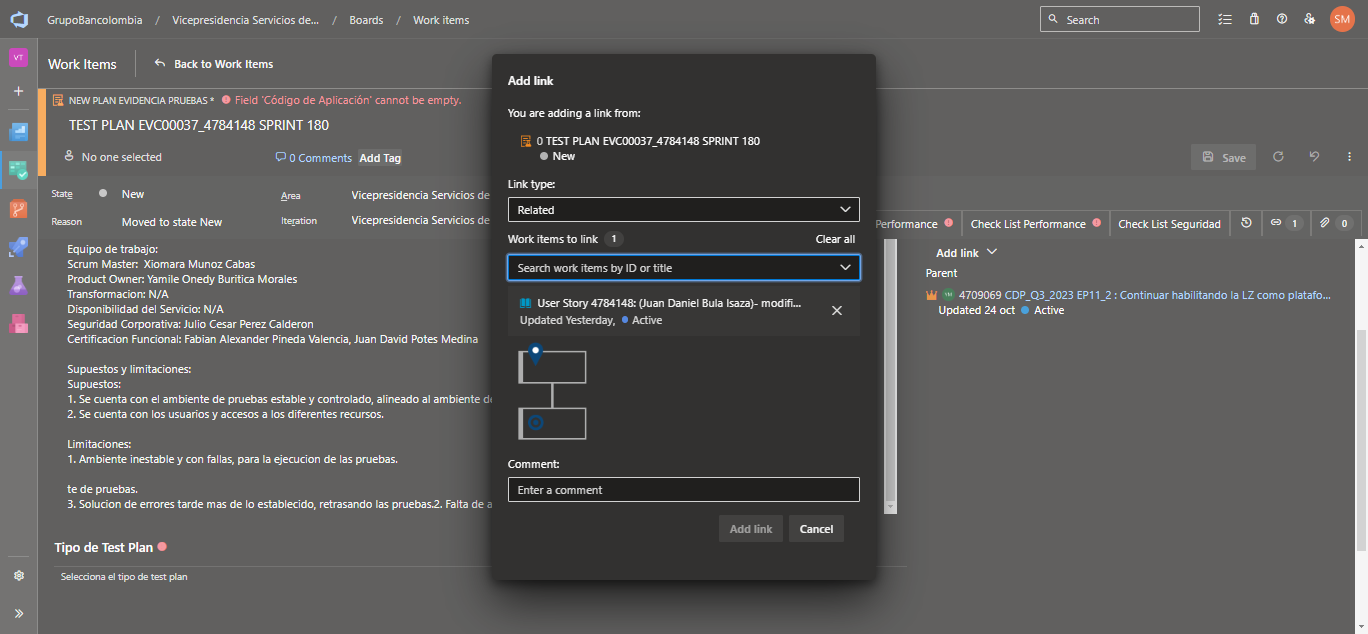 GrupoBancolombia / Vicepresidencia Servicios de... / Boards / Work items
Search
SM
VT
Work Items
Back to Work Items
NEW PLAN EVIDENCIA PRUEBAS * Field 'Código de Aplicación' cannot be empty.
TEST PLAN EVC00037_4784148 SPRINT 180
No one selected
0 Comments
Add Tag
Save
State
New
Area
Vicepresidencia Servicios de
Reason
Moved to state New
Iteration
Vicepresidencia Servicios de
Performance
Check List Performance
Check List Seguridad
1
0
Equipo de trabajo:
Scrum Master: Xiomara Munoz Cabas
Product Owner: Yamile Onedy Buritica Morales
Transformacion: N/A
Disponibilidad del Servicio: N/A
Seguridad Corporativa: Julio Cesar Perez Calderon
Certificacion Funcional: Fabian Alexander Pineda Valencia, Juan David Potes Medina
Supuestos y limitaciones:
Supuestos:
1. Se cuenta con el ambiente de pruebas estable y controlado, alineado al ambiente de
2. Se cuenta con los usuarios y accesos a los diferentes recursos.
Limitaciones:
1. Ambiente inestable y con fallas, para la ejecucion de las pruebas.
te de pruebas.
3. Solucion de errores tarde mas de lo establecido, retrasando las pruebas.2. Falta de a
Tipo de Test Plan
Selecciona el tipo de test plan
Add link
You are adding a link from:
0 TEST PLAN EVC00037_4784148 SPRINT 180
New
Link type:
Related
Work items to link 1
Clear all
Search work items by ID or title
User Story 4784148: (Juan Daniel Bula Isaza)- modifi...
Updated Yesterday, Active
Comment:
Enter a comment
Add link
Cancel
Add link
Parent
YM 4709069 CDP_Q3_2023 EP11_2 : Continuar habilitando la LZ como platafo...
Updated 24 oct Active